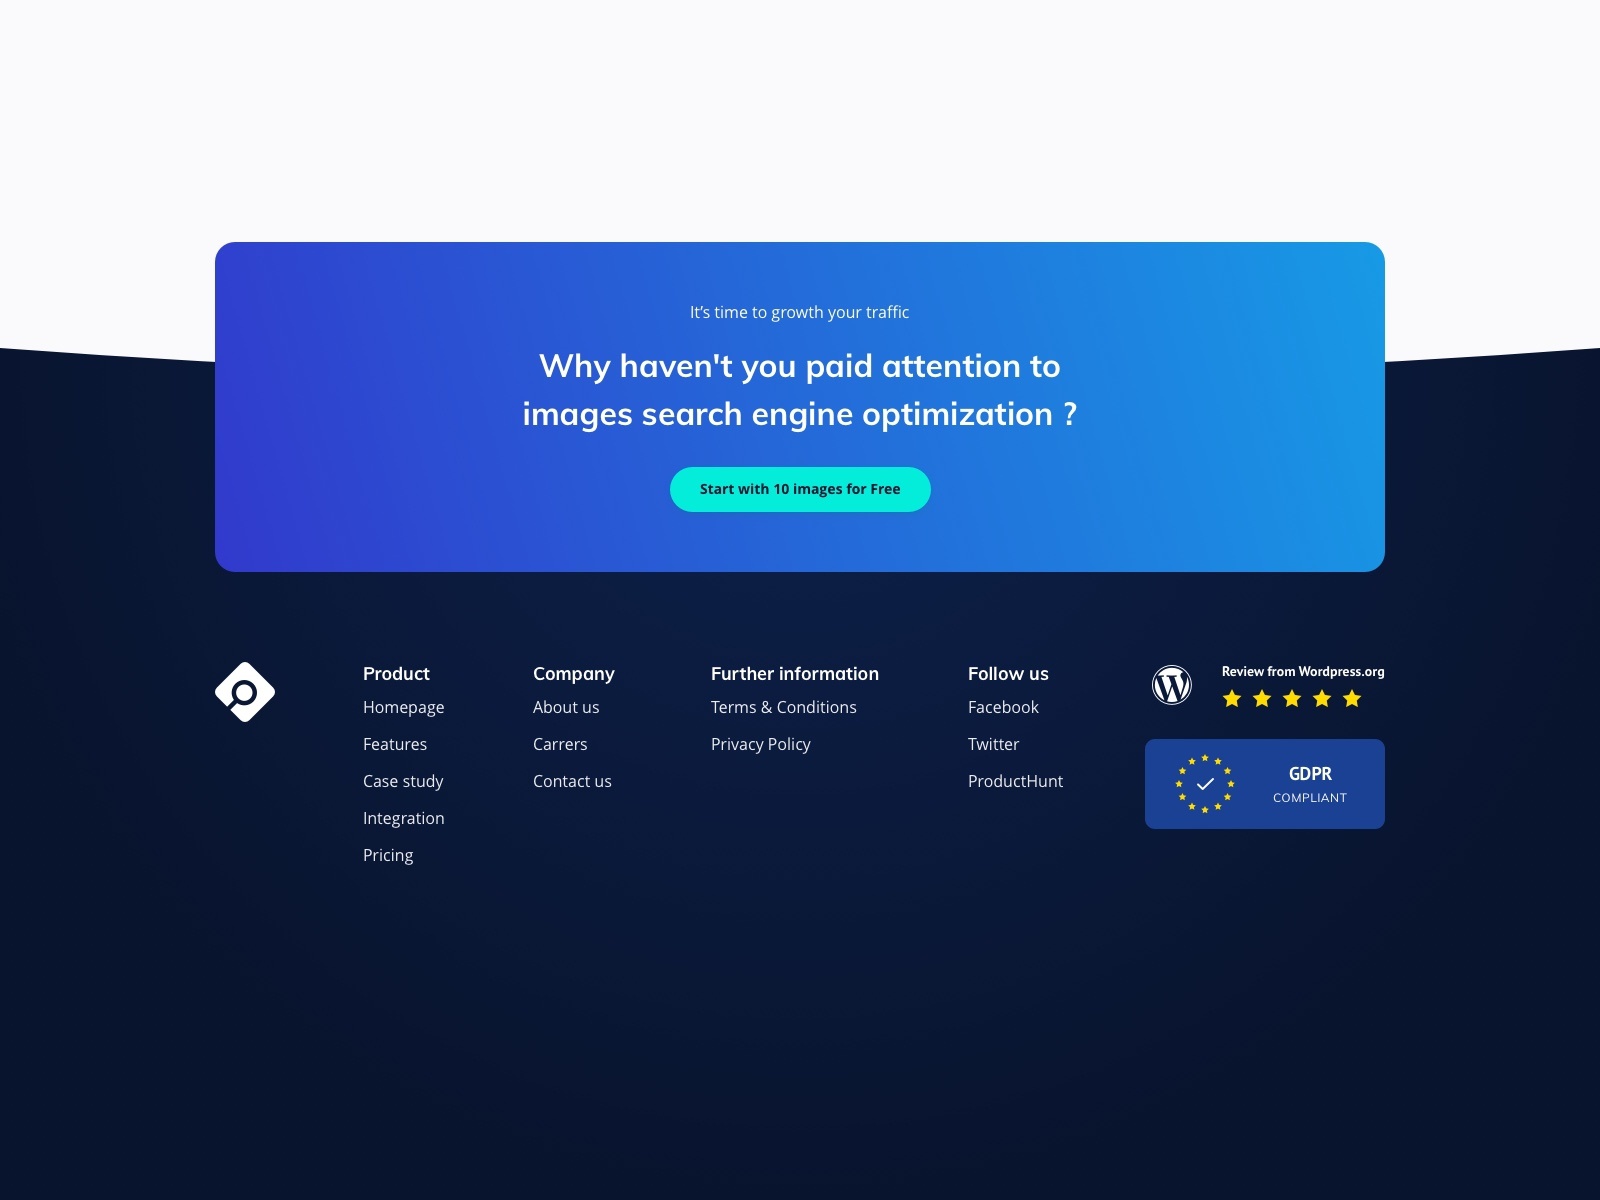 It’s time to growth your traffic
Why haven't you paid attention to
images search engine optimization ?
Start with 10 images for Free
Product
Homepage
Features
Case study
Integration
Pricing
Company
About us
Carrers
Contact us
Further information
Terms & Conditions
Privacy Policy
Follow us
Facebook
Twitter
ProductHunt
Review from Wordpress.org
GDPR
COMPLIANT